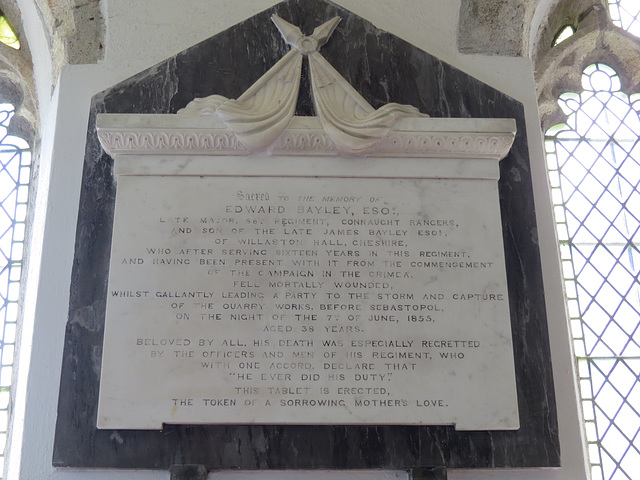 Sacred TO THE MEMORY OF
EDWARD BAYLEY, ESQR,
LATE MAJOR, 88T REGIMENT, CONNAUGHT RANGERS,
AND SON OF THE LATE JAMES BAYLEY ESQR,
OF WILLASTON HALL, CHESHIRE,
WHO AFTER SERVING SIXTEEN YEARS IN THIS REGIMENT,
AND HAVING BEEN PRESENT WITH IT FROM THE COMMENCEMENT
OF THE CAMPAIGN IN THE CRIMEA,
FELL MORTALLY WOUNDED,
WHILST GALLANTLY LEADING A PARTY TO THE STORM AND CAPTURE
OF THE QUARRY WORKS, BEFORE SEBASTOPOL,
ON THE NIGHT OF THE 7T OF JUNE, 1855,
AGED 38 YEARS.
BELOVED BY ALL, HIS DEATH WAS ESPECIALLY REGRETTED
BY THE OFFICERS AND MEN OF HIS REGIMENT, WHO
WITH ONE ACCORD, DECLARE THAT
"HE EVER DID HIS DUTY."
THIS TABLET IS ERECTED,
THE TOKEN OF A SORROWING MOTHER'S LOVE.